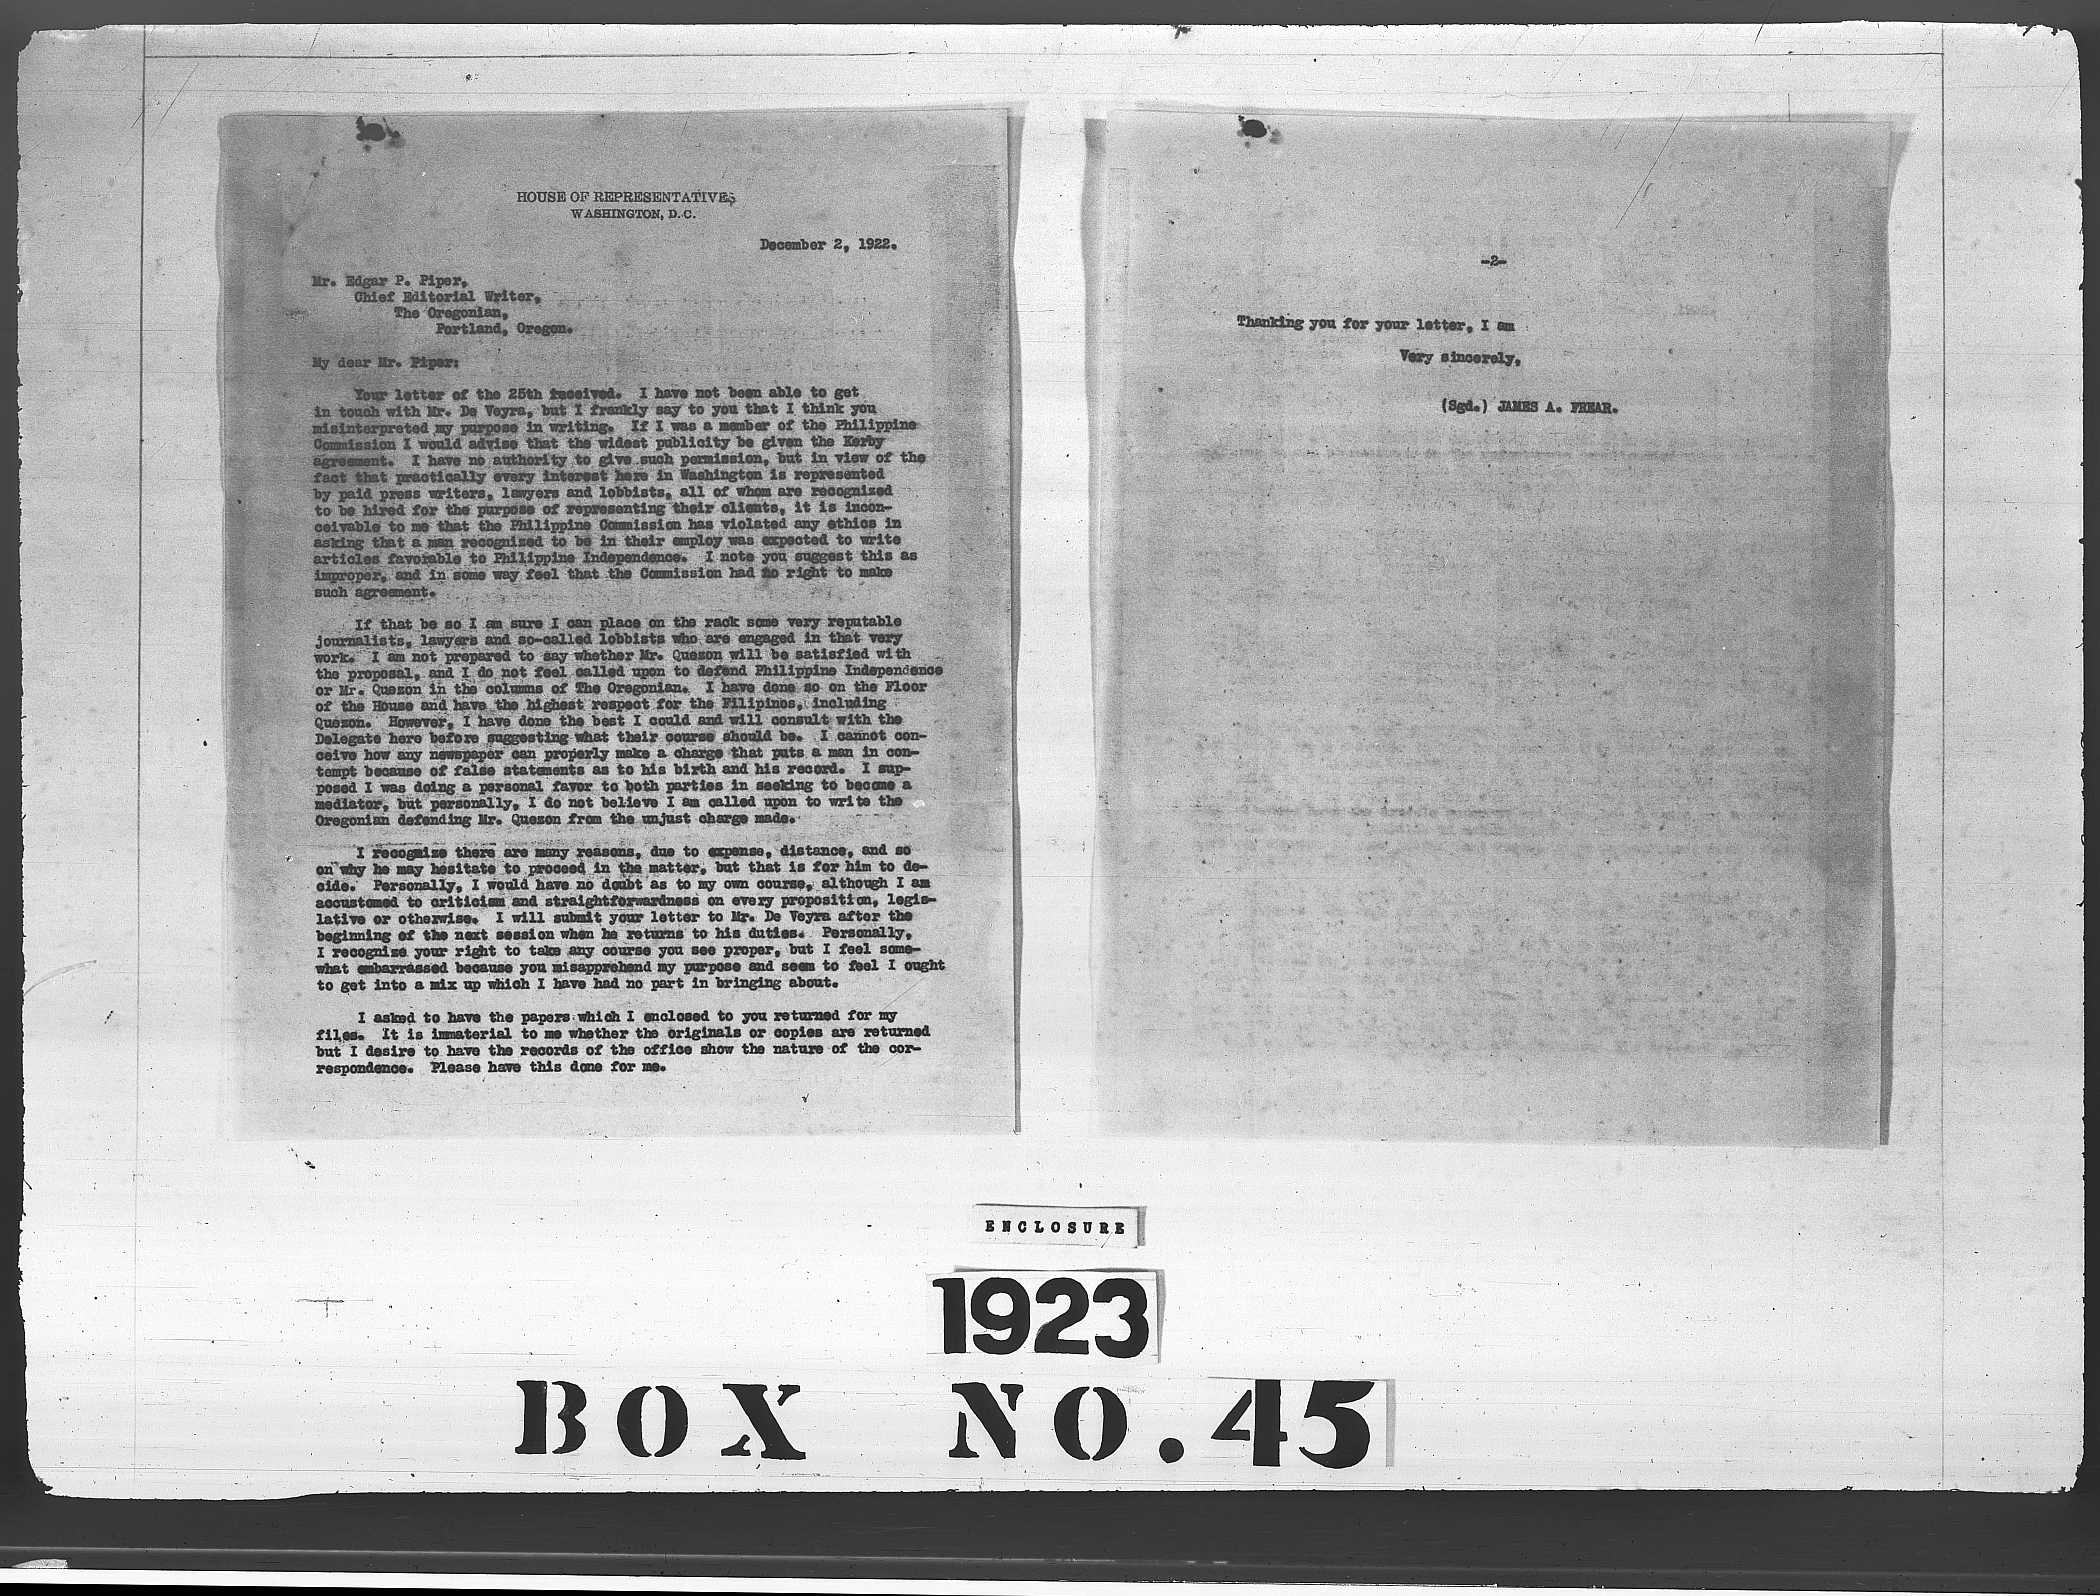 HOUSE OF REPRESENTATIVES
WASHINGTON, D.C.
December 2, 1922.
Mr. Edgar P. Piper,
Chief Editorial Writer,
The Oregonian,
Portland, Oregon.
My dear Mr. Piper:
Your letter of the 25th received. I have not been able to get
in touch with Mr. De Veyra, but I frankly say to you that I think you
misinterpreted my purpose in writing. If I was a member of the Philippine
Commission I would advise that the widest publicity be given the Kerby
agreement. I have no authority to give such permission, but in view of the
fact that practically every interest here in Washington is represented
by paid press writers, lawyers and lobbists, all of whom are recognized
to be hired for the purpose of representing their clients, it is incon-
ceivable to me that the Philippine Commission has violated any ethics in
asking that a man recognized to be in their employ was expected to write
articles favorable to Philippine Independence. I note you suggest this as
improper, and in some way feel that the Commission had no right to make
such agreement.
If that be so I am sure I can place on the rack some very reputable
journalists, lawyers and so-called lobbists who are engaged in that very
work. I am not prepared to say whether Mr. Quezon will be satisfied with
the proposal, and I do not feel called upon to defend Philippine Independence
or Mr. Quezon in the columns of The Oregonian. I have done so on the Floor
of the House and have the highest respect for the Filipinos, including
Quezon. However, I have done the best I could and will consult with the
Delegate here before suggesting what their course should be. I cannot con-
ceive how any newspaper can properly make a charge that puts a man in con-
tempt because of false statements as to his birth and his record. I sup-
posed I was doing a personal favor to both parties in seeking to become a
mediator, but personally, I do not believe I am called upon to write the
Oregonian defending Mr. Quezon from the unjust charge made.
I recognize there are many reasons, due to expense, distance, and so
on why he may hesitate to proceed in the matter, but that is for him to de-
cide. Personally, I would have no doubt as to my own course, although I am
accustomed to criticism and straightforwardness on every proposition, legis-
lative or otherwise. I will submit your letter to Mr. De Veyra after the
beginning of the next session when he returns to his duties. Personally,
I recognize your right to take any course you see proper, but I feel some-
what embarrassed because you misapprehend my purpose and seem to feel I ought
to get into a mix up which I have had no part in bringing about.
I asked to have the papers which I enclosed to you returned for my
files. It is immaterial to me whether the originals or copies are returned
but I desire to have the records of the office show the nature of the cor-
respondence. Please have this done for me.
-2-
Thanking you for your letter, I am
Very sincerely,
(Sgd.) JAMES A. FREAR.
ENCLOSURE
1923
BOX NO. 45